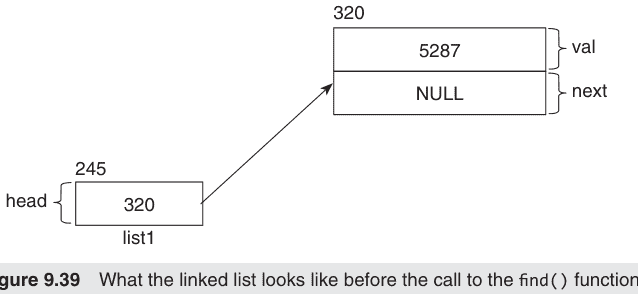 320
5287
val
NULL
next
245
head
320
list1
gure 9.39 What the linked list looks like before the call to the find() function